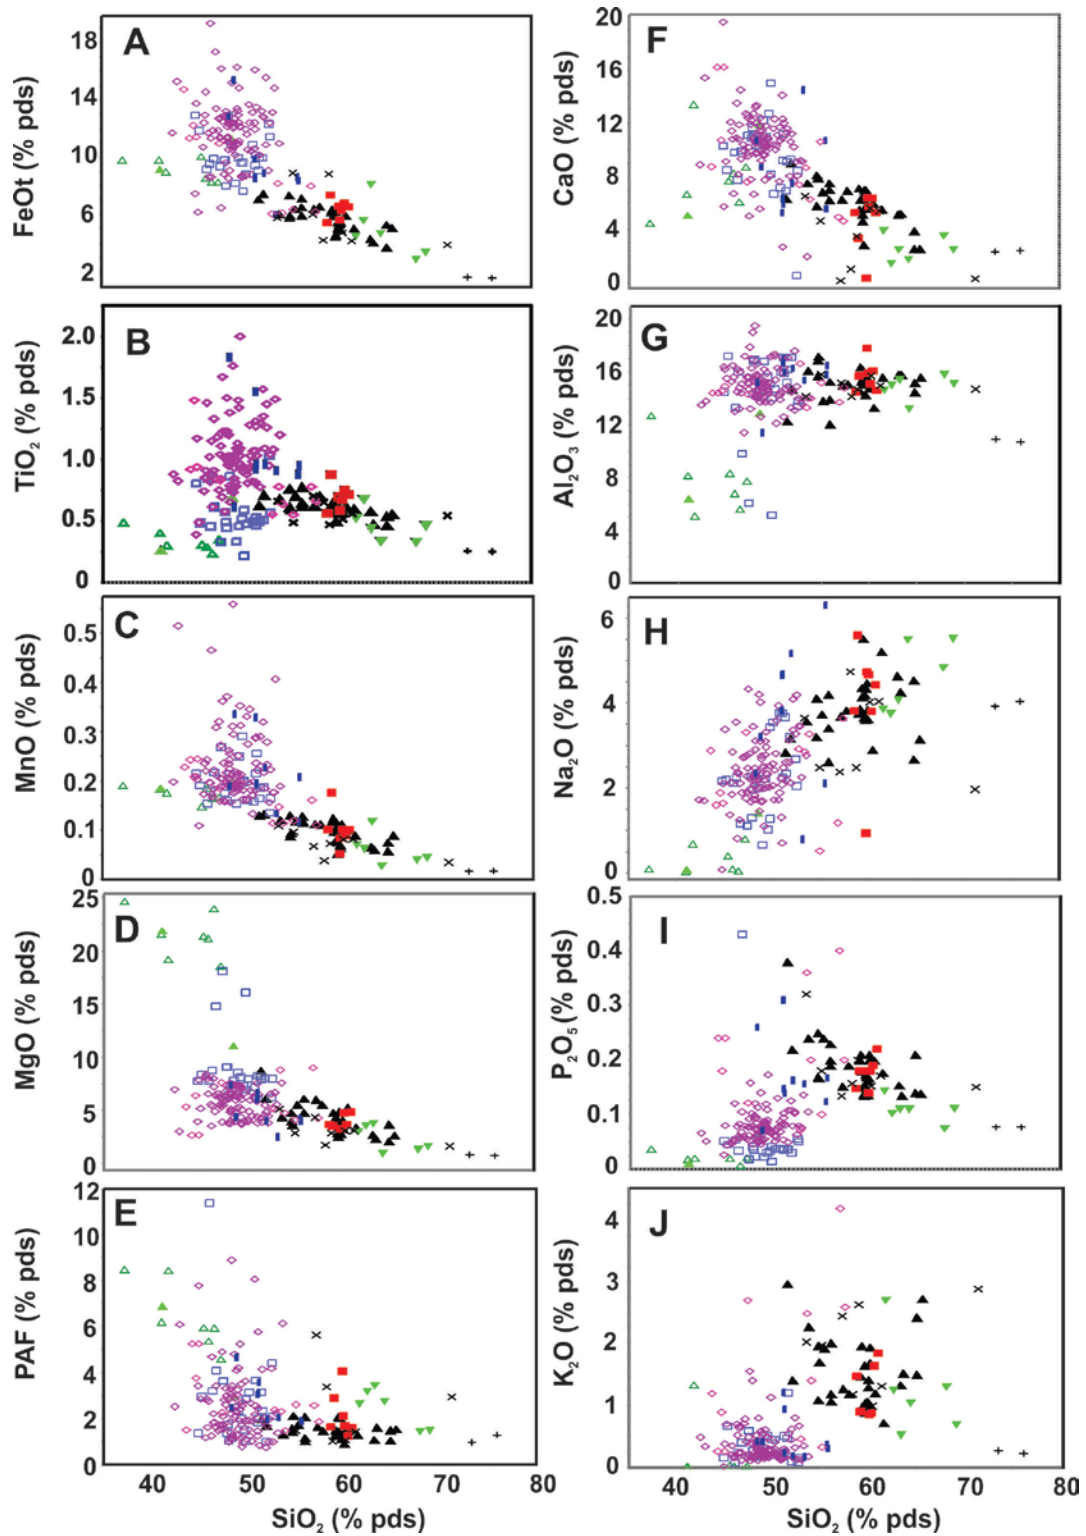 A
18
14
10
6
2
FeOt (% pds)
B
2.0
1.5
1.0
0.5
0
TiO₂ (% pds)
C
0.5
0.4
0.3
0.2
0.1
0
MnO (% pds)
D
25
20
15
10
5
0
MgO (% pds)
E
12
10
8
6
4
2
0
PAF (% pds)
40 50 60 70 80
SiO₂ (% pds)
F
20
16
12
8
4
0
CaO (% pds)
G
20
16
12
8
4
0
Al₂O₃ (% pds)
H
6
4
2
0
Na₂O (% pds)
I
0.5
0.4
0.3
0.2
0.1
0
P₂O₅ (% pds)
J
4
3
2
1
0
K₂O (% pds)
40 50 60 70 80
SiO₂ (% pds)